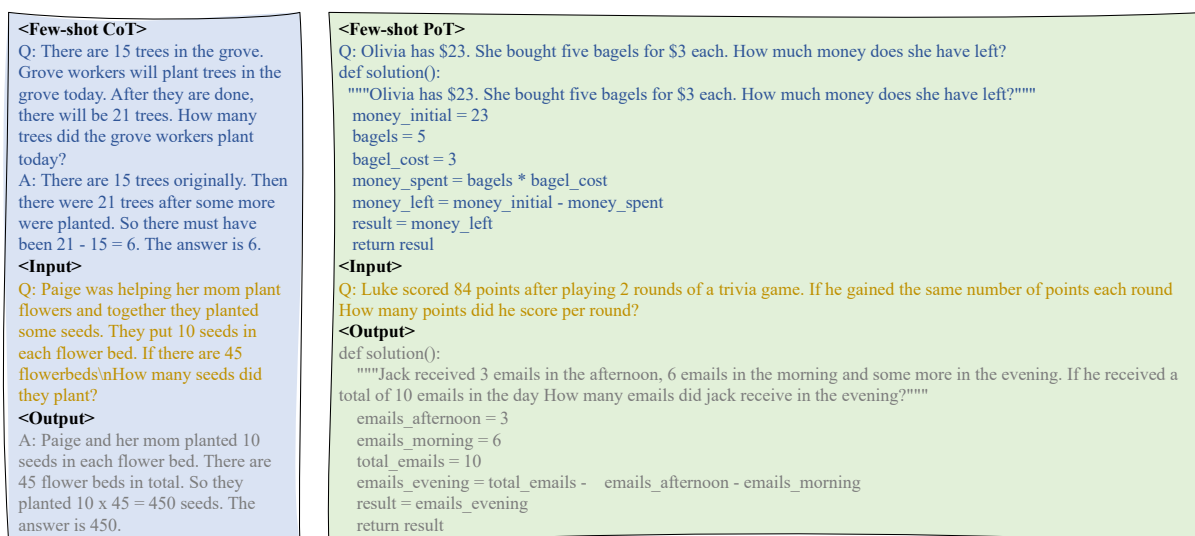 <Few-shot CoT>
Q: There are 15 trees in the grove.
Grove workers will plant trees in the
grove today. After they are done,
there will be 21 trees. How many
trees did the grove workers plant
today?
A: There are 15 trees originally. Then
there were 21 trees after some more
were planted. So there must have
been 21 - 15 = 6. The answer is 6.
<Input>
Q: Paige was helping her mom plant
flowers and together they planted
some seeds. They put 10 seeds in
each flower bed. If there are 45
flowerbeds\nHow many seeds did
they plant?
<Output>
A: Paige and her mom planted 10
seeds in each flower bed. There are
45 flower beds in total. So they
planted 10 x 45 = 450 seeds. The
answer is 450.
<Few-shot PoT>
Q: Olivia has $23. She bought five bagels for $3 each. How much money does she have left?
def solution():
"""Olivia has $23. She bought five bagels for $3 each. How much money does she have left?"""
money_initial = 23
bagels = 5
bagel_cost = 3
money_spent = bagels * bagel_cost
money_left = money_initial - money_spent
result = money_left
return resul
<Input>
Q: Luke scored 84 points after playing 2 rounds of a trivia game. If he gained the same number of points each round
How many points did he score per round?
<Output>
def solution():
"""Jack received 3 emails in the afternoon, 6 emails in the morning and some more in the evening. If he received a
total of 10 emails in the day How many emails did jack receive in the evening?"""
emails_afternoon = 3
emails_morning = 6
total_emails = 10
emails_evening = total_emails - emails_afternoon - emails_morning
result = emails_evening
return result